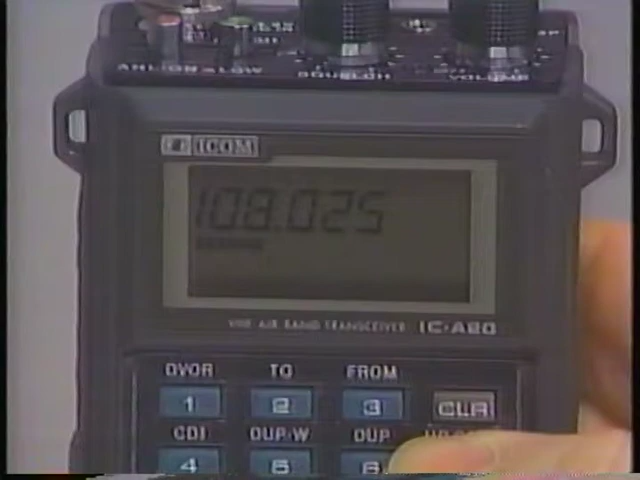 LOW
SQUELCH
VOLUME
ICOM
108.025
VHF AIR BAND TRANSCEIVER IC-A20
DVOR TO FROM
1 2 3 CLR
CDI DUP-W DUP
4 5 6